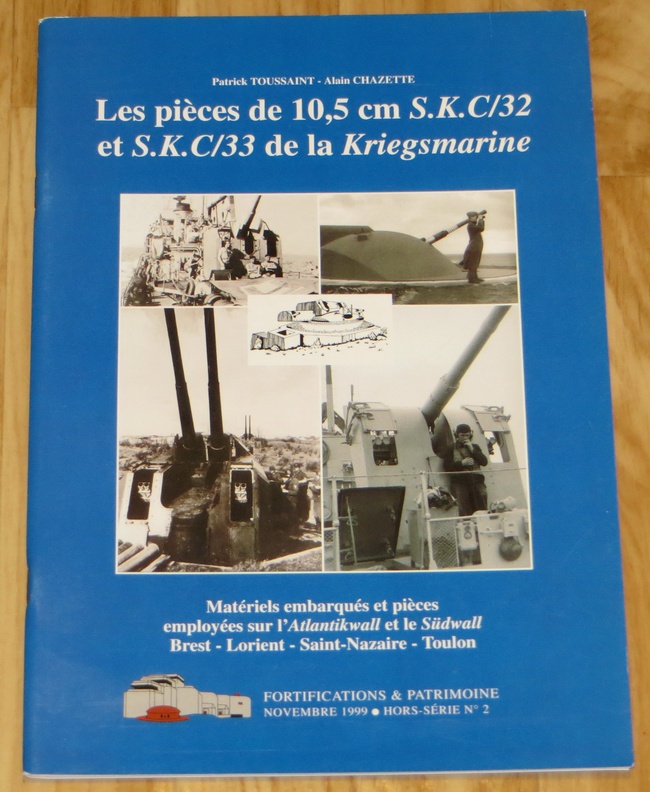 Patrick TOUSSAINT - Alain CHAZETTE
Les pièces de 10,5 cm S.K.C/32
et S.K.C/33 de la Kriegsmarine
Matériels embarqués et pièces
employées sur l'Atlantikwall et le Südwall
Brest - Lorient - Saint-Nazaire - Toulon
FORTIFICATIONS & PATRIMOINE
NOVEMBRE 1999 ● HORS-SÉRIE N° 2